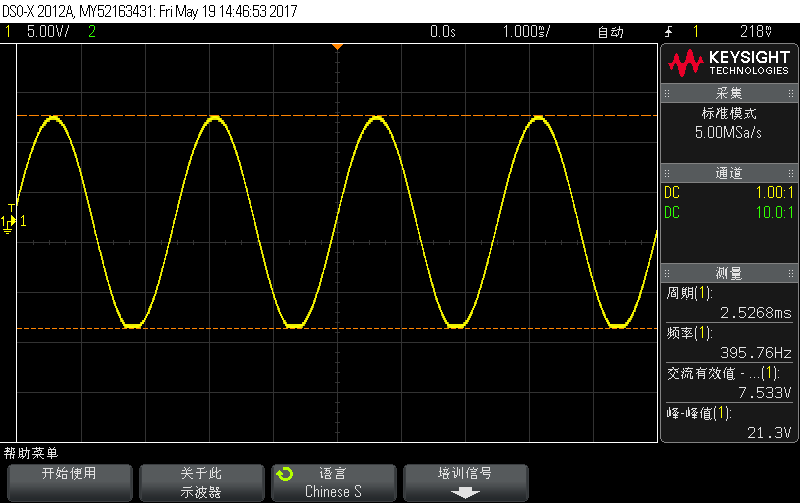 DSO-X 2012A, MY52163431: Fri May 19 14:46:53 2017
1 5.00V/ 2 0.0s 1.000m/ 自动 1 218m
KEYSIGHT
TECHNOLOGIES
采集
标准模式
5.00MSa/s
通道
DC 1.00:1
DC 10.0:1
T
1 1
测量
周期(1):
2.5268ms
频率(1):
395.76Hz
交流有效值 - ...(1):
7.533V
峰-峰值(1):
21.3V
帮助菜单
开始使用
关于此
示波器
语言
Chinese S
培训信号